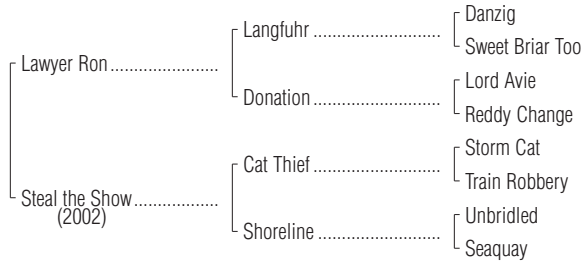 Danzig
Langfuhr ........................
Sweet Briar Too
Lawyer Ron .....................
Lord Avie
Donation ........................
Reddy Change
Storm Cat
Cat Thief ........................
Train Robbery
Steal the Show .................
(2002)
Unbridled
Shoreline ........................
Seaquay